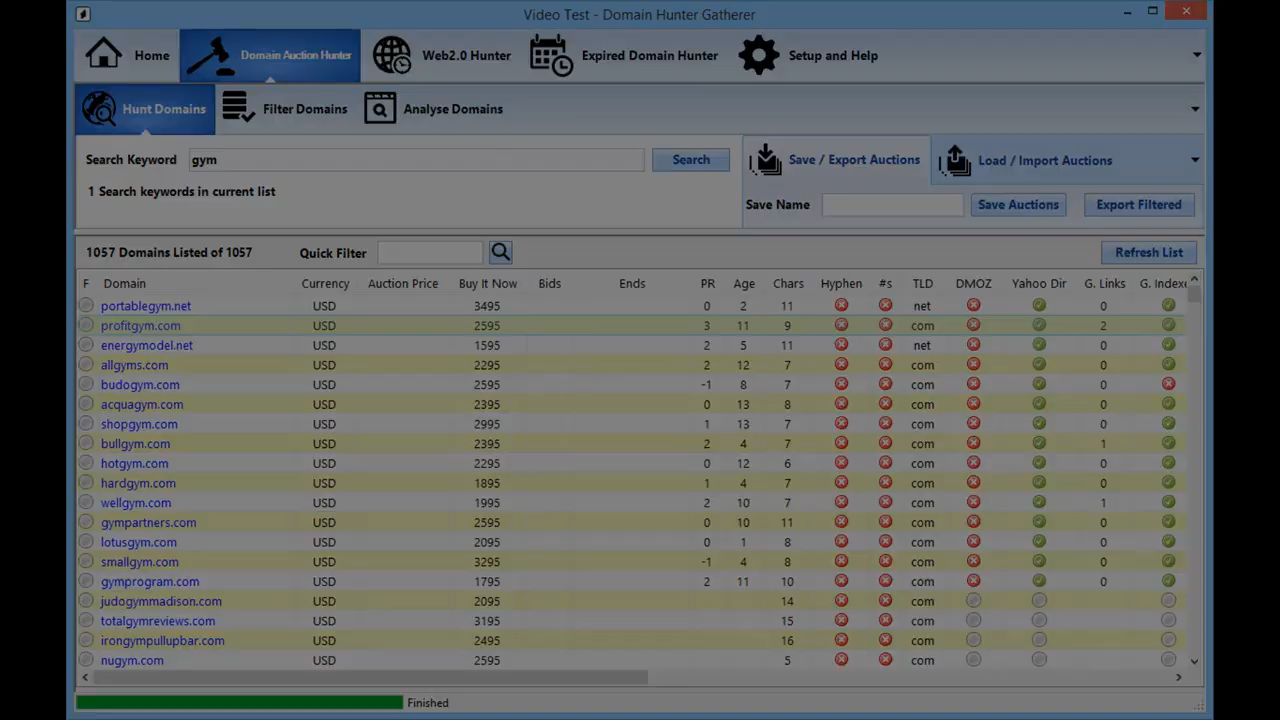 Video Test - Domain Hunter Gatherer
Home Domain Auction Hunter Web2.0 Hunter Expired Domain Hunter Setup and Help
Hunt Domains Filter Domains Analyse Domains
Search Keyword gym Search Save / Export Auctions Load / Import Auctions
1 Search keywords in current list
Save Name Save Auctions Export Filtered
1057 Domains Listed of 1057 Quick Filter Refresh List
F Domain Currency Auction Price Buy It Now Bids Ends PR Age Chars Hyphen #s TLD DMOZ Yahoo Dir G. Links G. Indexe
portablegym.net USD 3495 0 2 11 net 0
profitgym.com USD 2595 3 11 9 com 2
energymodel.net USD 1595 2 5 11 net 0
allgyms.com USD 2295 2 12 7 com 0
budogym.com USD 2595 -1 8 7 com 0
acquagym.com USD 2395 0 13 8 com 0
shopgym.com USD 2995 1 13 7 com 0
bullgym.com USD 2395 2 4 7 com 1
hotgym.com USD 2295 0 12 6 com 0
hardgym.com USD 1895 1 4 7 com 0
wellgym.com USD 1995 2 10 7 com 1
gympartners.com USD 2595 0 10 11 com 0
lotusgym.com USD 2095 0 1 8 com 0
smallgym.com USD 3295 -1 4 8 com 0
gymprogram.com USD 1795 2 11 10 com 0
judogymmadison.com USD 2095 14 com
totalgymreviews.com USD 3195 15 com
irongympullupbar.com USD 2495 16 com
nugym.com USD 2595 5 com
Finished